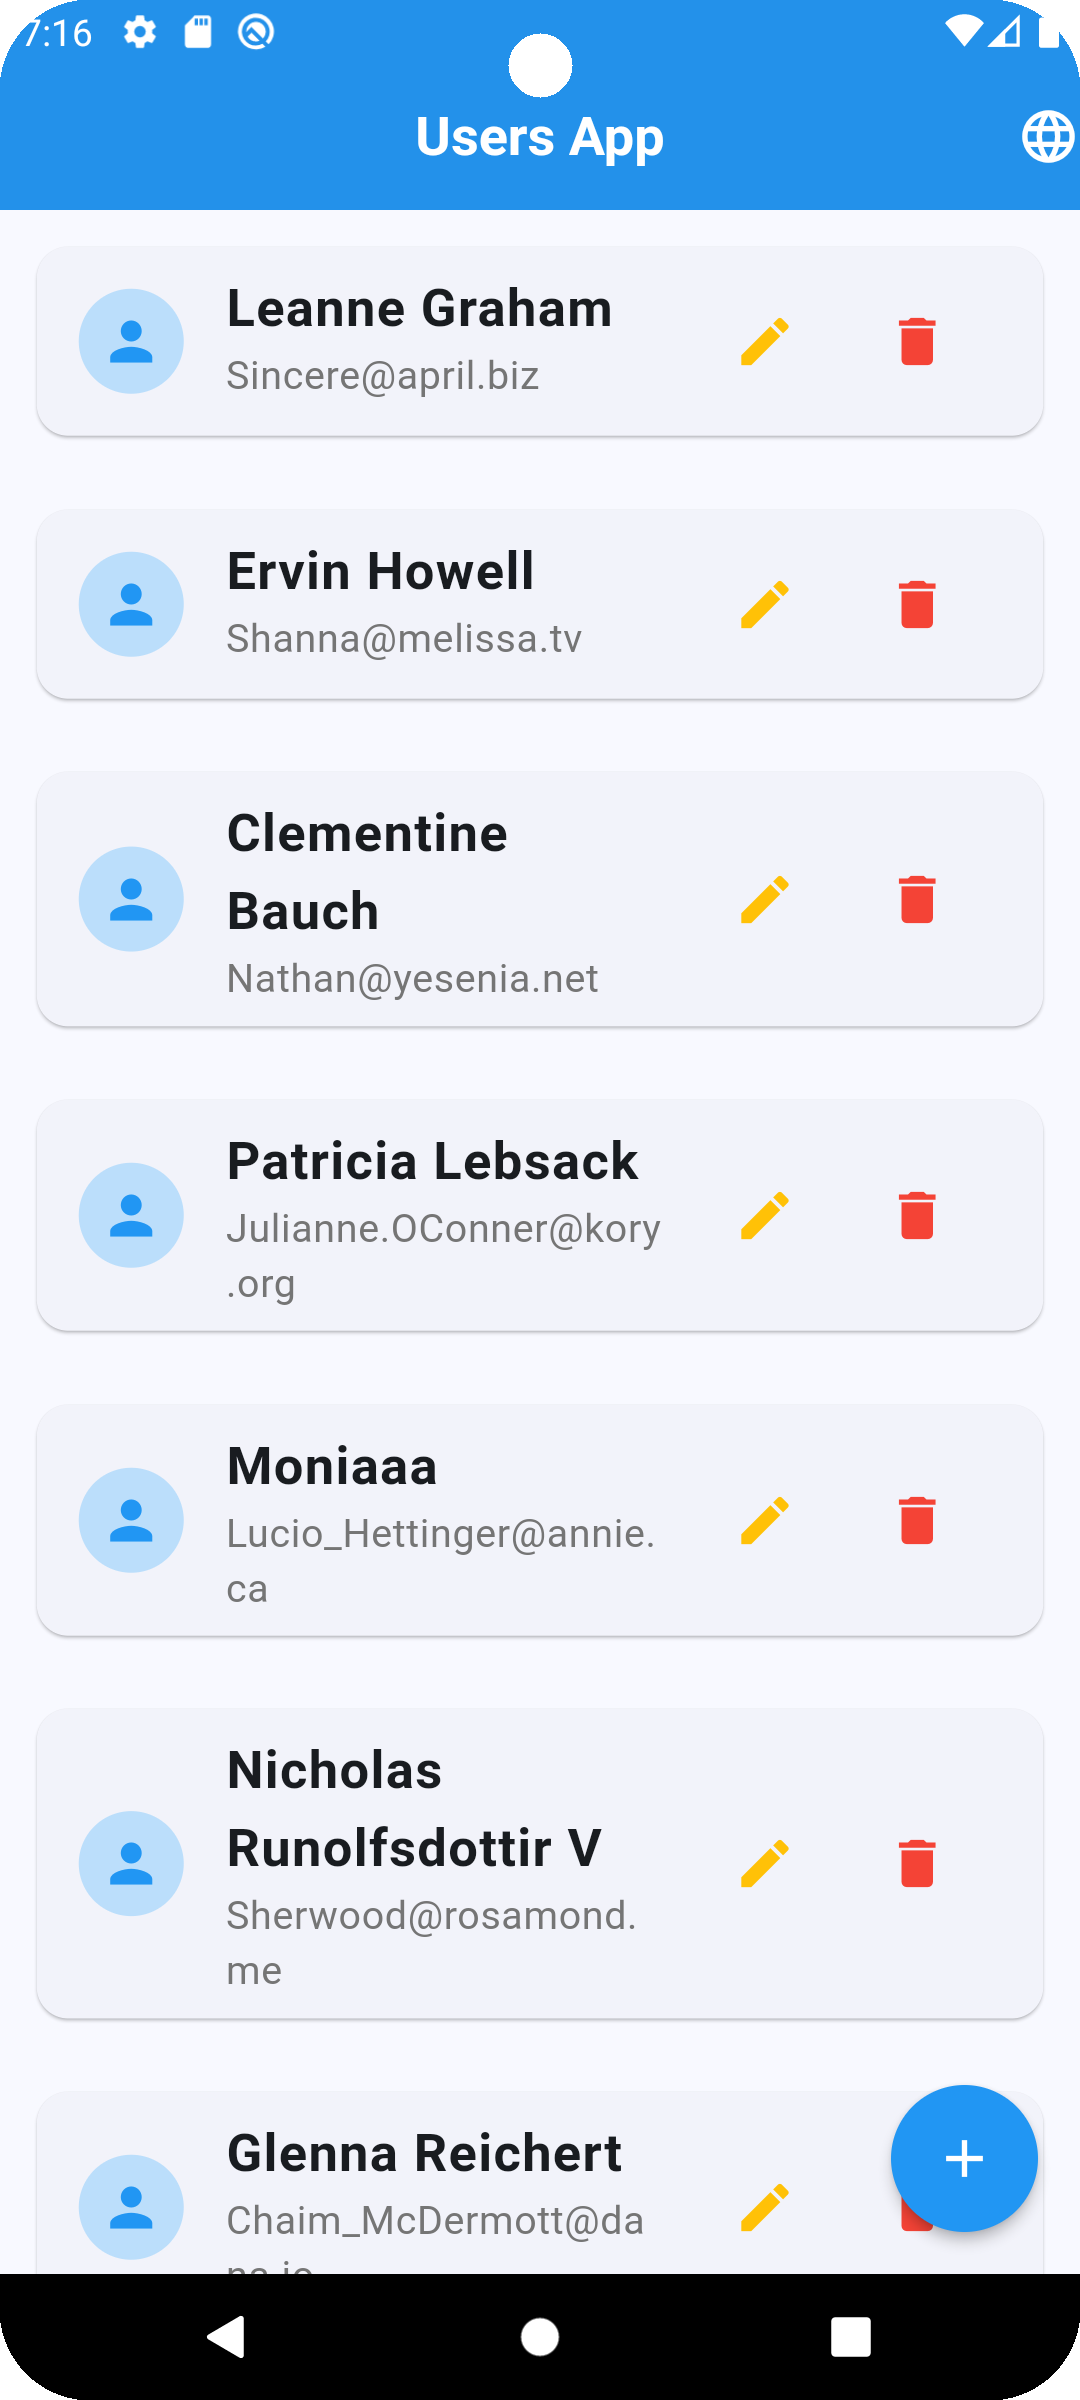 7:16
Users App
Leanne Graham
Sincere@april.biz
Ervin Howell
Shanna@melissa.tv
Clementine
Bauch
Nathan@yesenia.net
Patricia Lebsack
Julianne.OConner@kory
.org
Moniaaa
Lucio_Hettinger@annie.
ca
Nicholas
Runolfsdottir V
Sherwood@rosamond.
me
Glenna Reichert
Chaim_McDermott@da